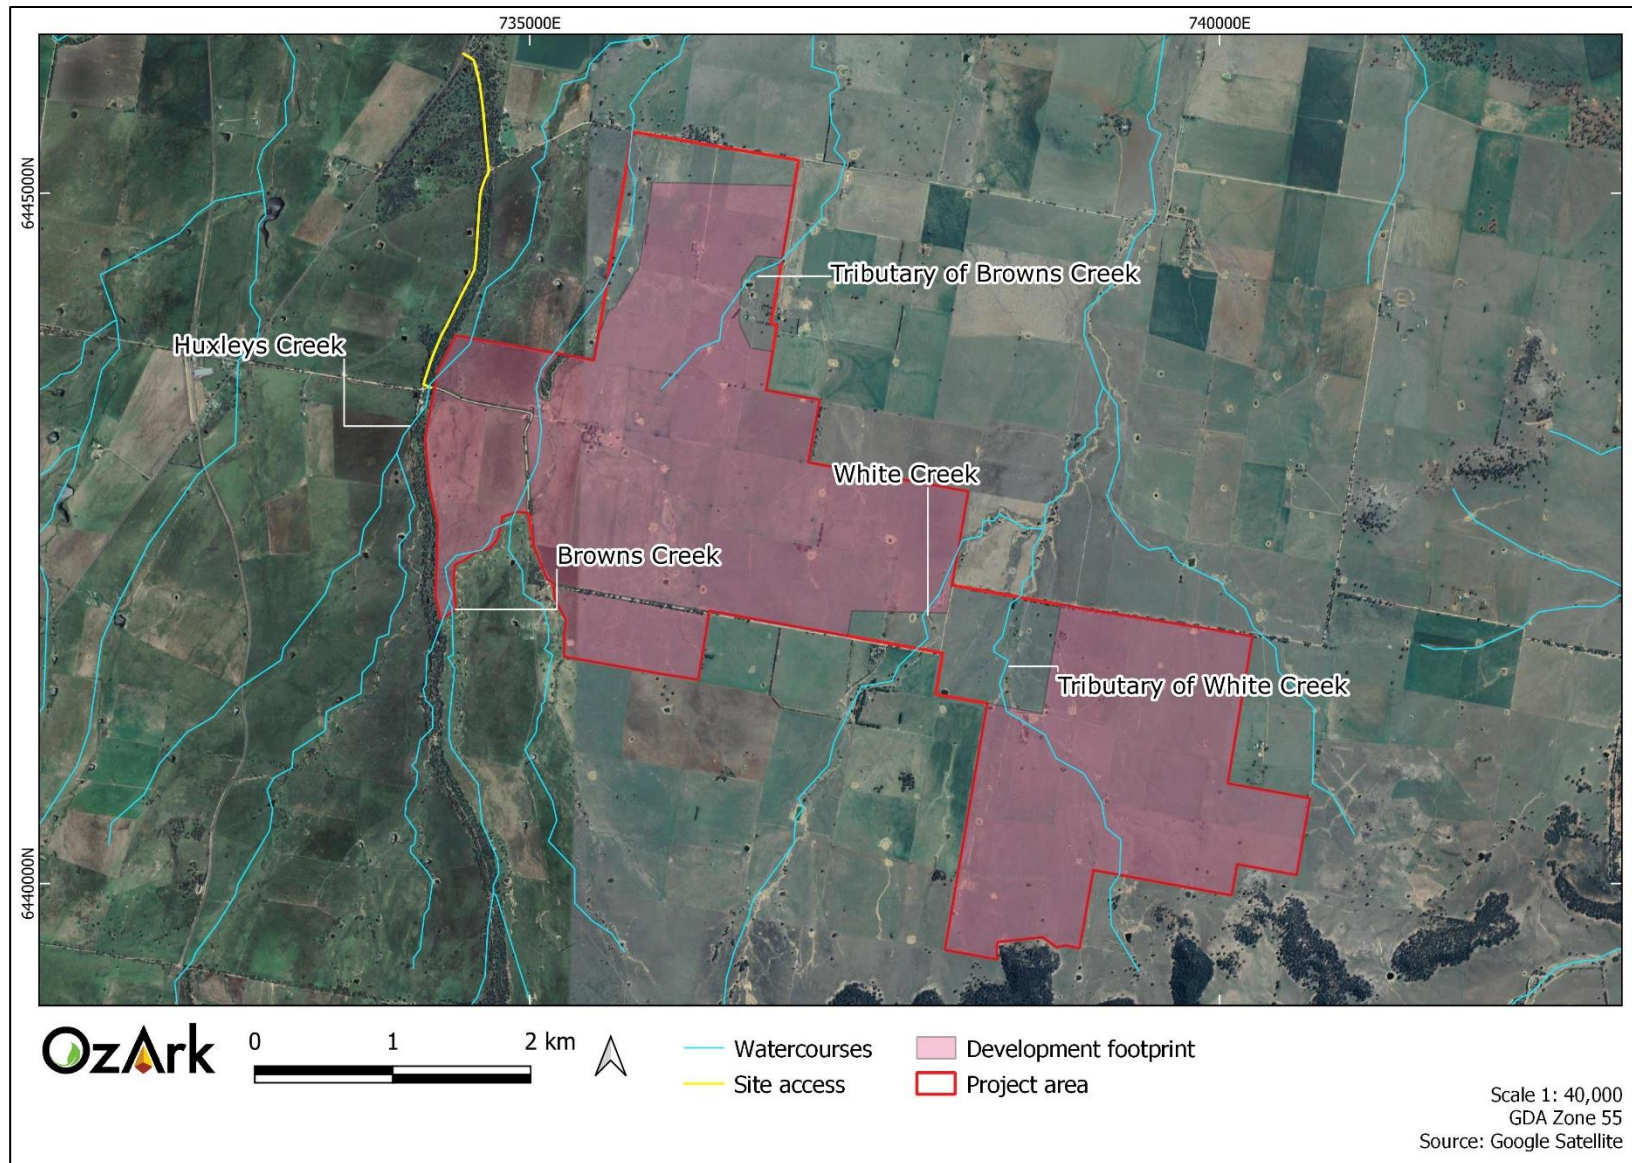 735000E
740000E
6445000N
Tributary of Browns Creek
Huxleys Creek
White Creek
Browns Creek
Tributary of White Creek
6440000N
OzArk
0 1 2 km
Watercourses
Site access
Development footprint
Project area
Scale 1: 40,000
GDA Zone 55
Source: Google Satellite